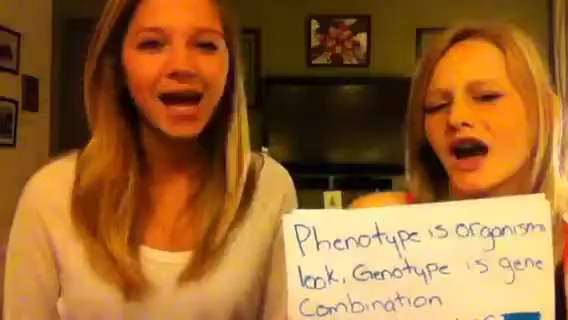 Phenotype is organisms
look, Genotype is gene
Combination